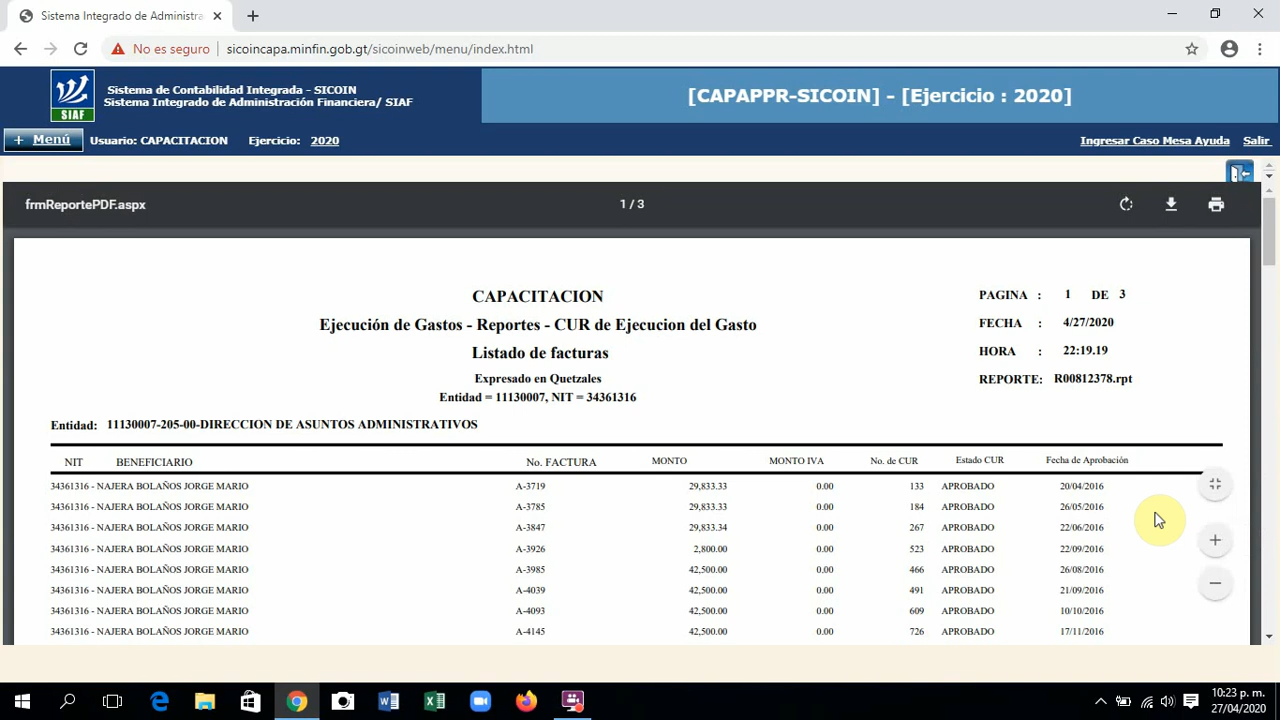 Sistema Integrado de Administra
No es seguro sicoincapa.minfin.gob.gt/sicoinweb/menu/index.html
SIAF
Sistema de Contabilidad Integrada - SICOIN
Sistema Integrado de Administración Financiera/ SIAF
[CAPAPPR-SICOIN] - [Ejercicio : 2020]
+ Menú Usuario: CAPACITACION Ejercicio: 2020 Ingresar Caso Mesa Ayuda Salir
frmReportePDF.aspx 1 / 3
CAPACITACION
Ejecución de Gastos - Reportes - CUR de Ejecucion del Gasto
Listado de facturas
Expresado en Quetzales
Entidad = 11130007, NIT = 34361316
PAGINA : 1 DE 3
FECHA : 4/27/2020
HORA : 22:19.19
REPORTE: R00812378.rpt
Entidad: 11130007-205-00-DIRECCION DE ASUNTOS ADMINISTRATIVOS
NIT BENEFICIARIO No. FACTURA MONTO MONTO IVA No. de CUR Estado CUR Fecha de Aprobación
34361316 - NAJERA BOLAÑOS JORGE MARIO A-3719 29,833.33 0.00 133 APROBADO 20/04/2016
34361316 - NAJERA BOLAÑOS JORGE MARIO A-3785 29,833.33 0.00 184 APROBADO 26/05/2016
34361316 - NAJERA BOLAÑOS JORGE MARIO A-3847 29,833.34 0.00 267 APROBADO 22/06/2016
34361316 - NAJERA BOLAÑOS JORGE MARIO A-3926 2,800.00 0.00 523 APROBADO 22/09/2016
34361316 - NAJERA BOLAÑOS JORGE MARIO A-3985 42,500.00 0.00 466 APROBADO 26/08/2016
34361316 - NAJERA BOLAÑOS JORGE MARIO A-4039 42,500.00 0.00 491 APROBADO 21/09/2016
34361316 - NAJERA BOLAÑOS JORGE MARIO A-4093 42,500.00 0.00 609 APROBADO 10/10/2016
34361316 - NAJERA BOLAÑOS JORGE MARIO A-4145 42,500.00 0.00 726 APROBADO 17/11/2016
10:23 p. m.
27/04/2020